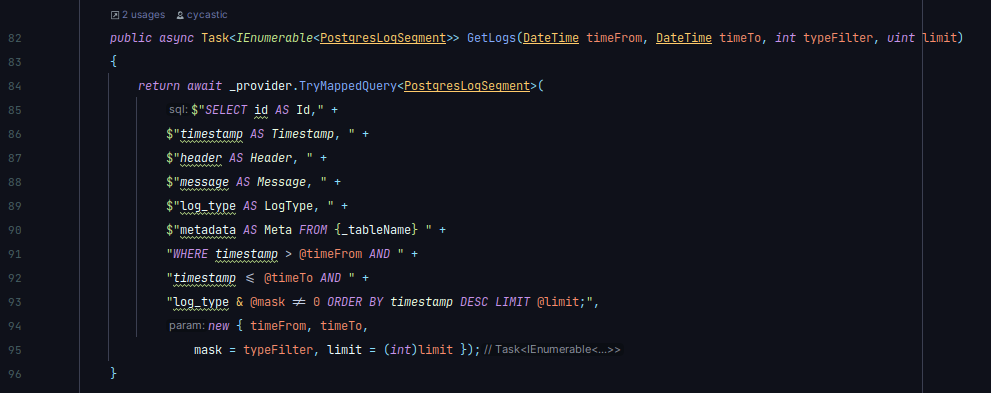 2 usages cycastic
82 public async Task<IEnumerable<PostgresLogSegment>> GetLogs(DateTime timeFrom, DateTime timeTo, int typeFilter, uint limit)
83 {
84 return await _provider.TryMappedQuery<PostgresLogSegment>(
85 sql: $"SELECT id AS Id," +
86 $"timestamp AS Timestamp, " +
87 $"header AS Header, " +
88 $"message AS Message, " +
89 $"log_type AS LogType, " +
90 $"metadata AS Meta FROM {_tableName} " +
91 "WHERE timestamp > @timeFrom AND " +
92 "timestamp <= @timeTo AND " +
93 "log_type & @mask != 0 ORDER BY timestamp DESC LIMIT @limit;",
94 param: new { timeFrom, timeTo,
95 mask = typeFilter, limit = (int)limit }); // Task<IEnumerable<...>>
96 }